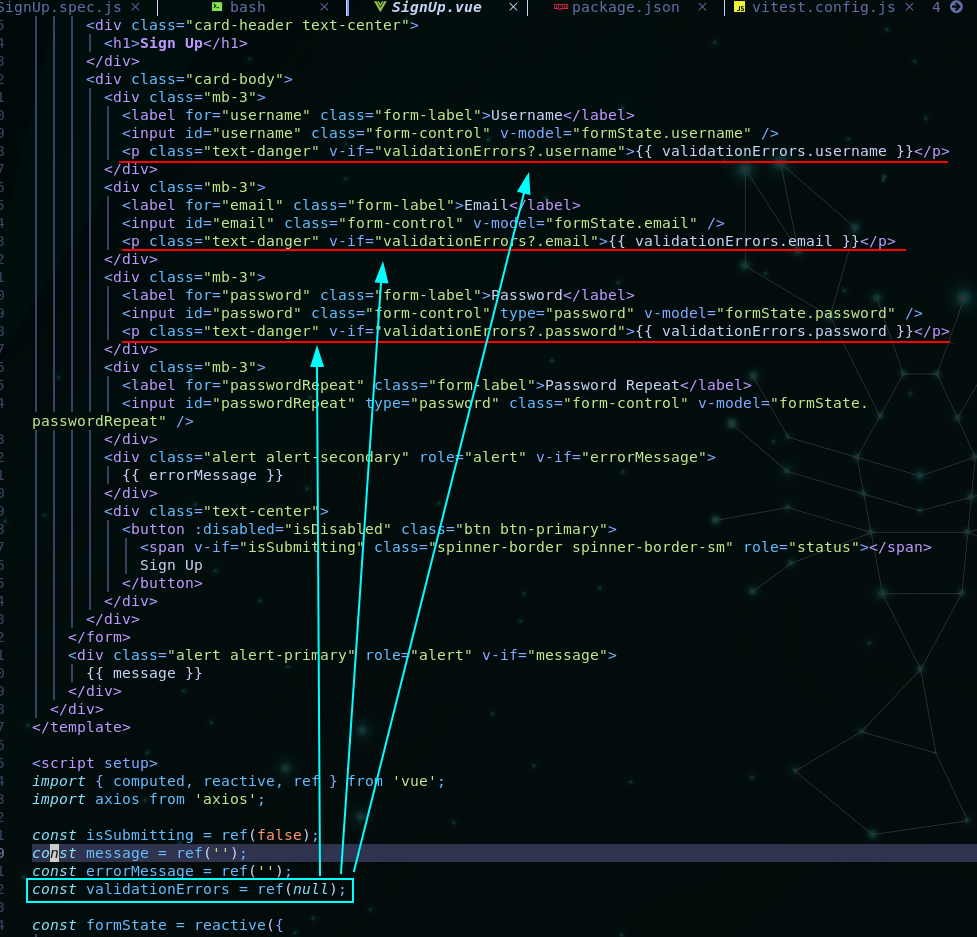 SignUp.spec.js × bash × SignUp.vue × package.json × vitest.config.js × 4
<div class="card-header text-center">
<h1>Sign Up</h1>
</div>
<div class="card-body">
<div class="mb-3">
<label for="username" class="form-label">Username</label>
<input id="username" class="form-control" v-model="formState.username" />
<p class="text-danger" v-if="validationErrors?.username">{{ validationErrors.username }}</p>
</div>
<div class="mb-3">
<label for="email" class="form-label">Email</label>
<input id="email" class="form-control" v-model="formState.email" />
<p class="text-danger" v-if="validationErrors?.email">{{ validationErrors.email }}</p>
</div>
<div class="mb-3">
<label for="password" class="form-label">Password</label>
<input id="password" class="form-control" type="password" v-model="formState.password" />
<p class="text-danger" v-if="validationErrors?.password">{{ validationErrors.password }}</p>
</div>
<div class="mb-3">
<label for="passwordRepeat" class="form-label">Password Repeat</label>
<input id="passwordRepeat" type="password" class="form-control" v-model="formState.
passwordRepeat" />
</div>
<div class="alert alert-secondary" role="alert" v-if="errorMessage">
{{ errorMessage }}
</div>
<div class="text-center">
<button :disabled="isDisabled" class="btn btn-primary">
<span v-if="isSubmitting" class="spinner-border spinner-border-sm" role="status"></span>
Sign Up
</button>
</div>
</div>
</form>
<div class="alert alert-primary" role="alert" v-if="message">
{{ message }}
</div>
</div>
</template>
<script setup>
import { computed, reactive, ref } from 'vue';
import axios from 'axios';
const isSubmitting = ref(false);
const message = ref('');
const errorMessage = ref('');
const validationErrors = ref(null);
const formState = reactive({